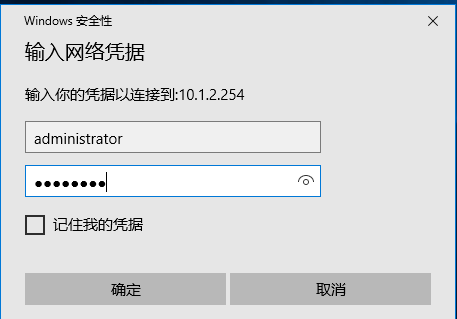 Windows 安全性
输入网络凭据
输入你的凭据以连接到:10.1.2.254
administrator
●●●●●●●●
记住我的凭据
确定
取消